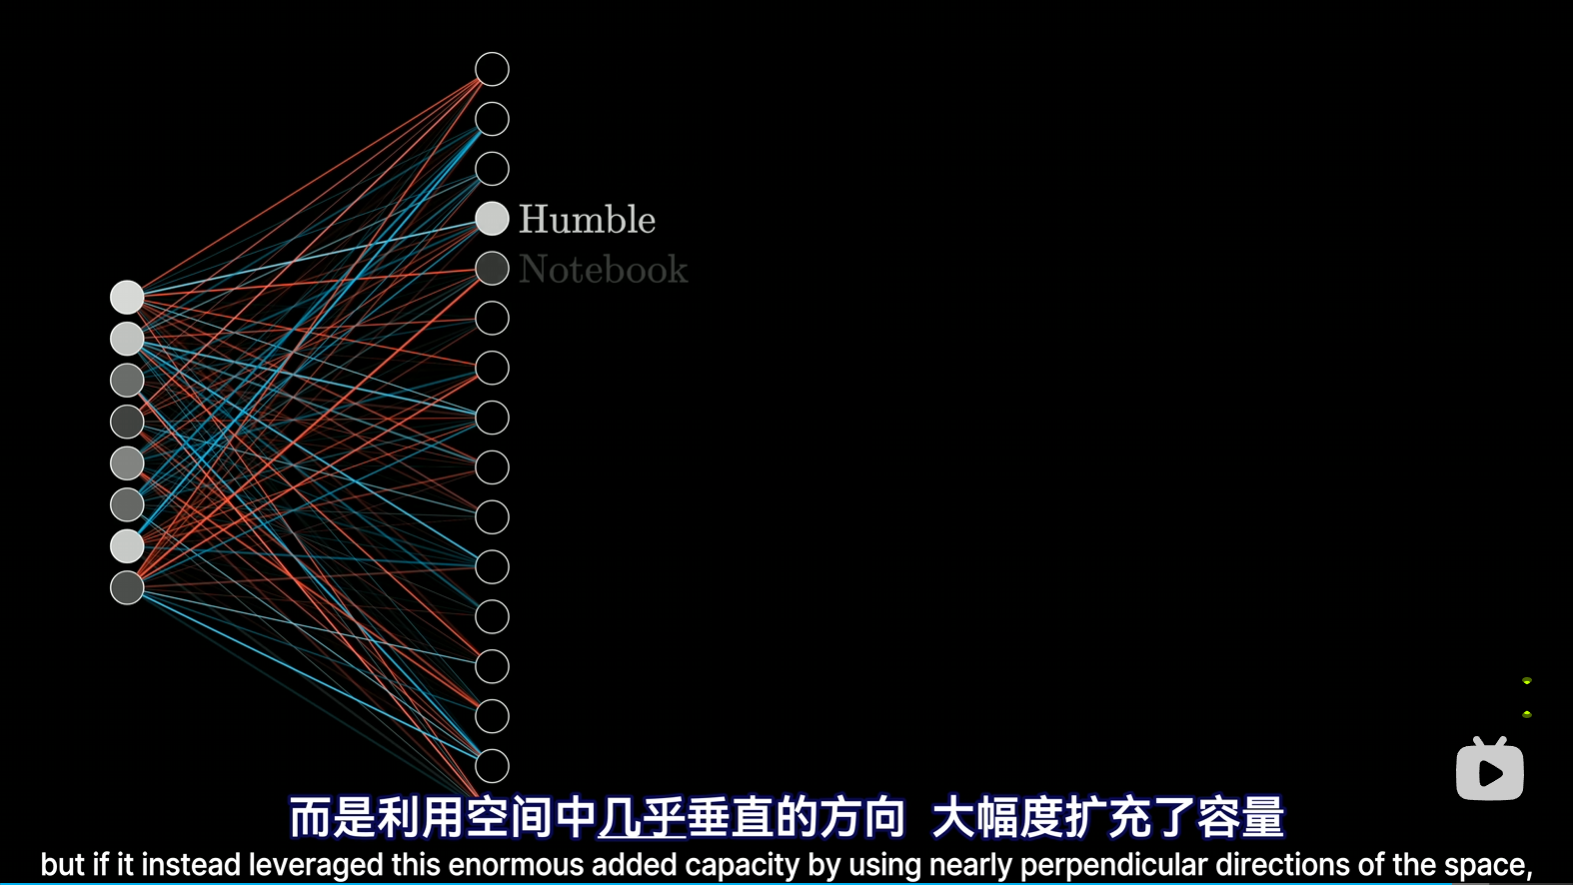 Humble
Notebook
而是利用空间中几乎垂直的方向 大幅度扩充了容量
but if it instead leveraged this enormous added capacity by using nearly perpendicular directions of the space,